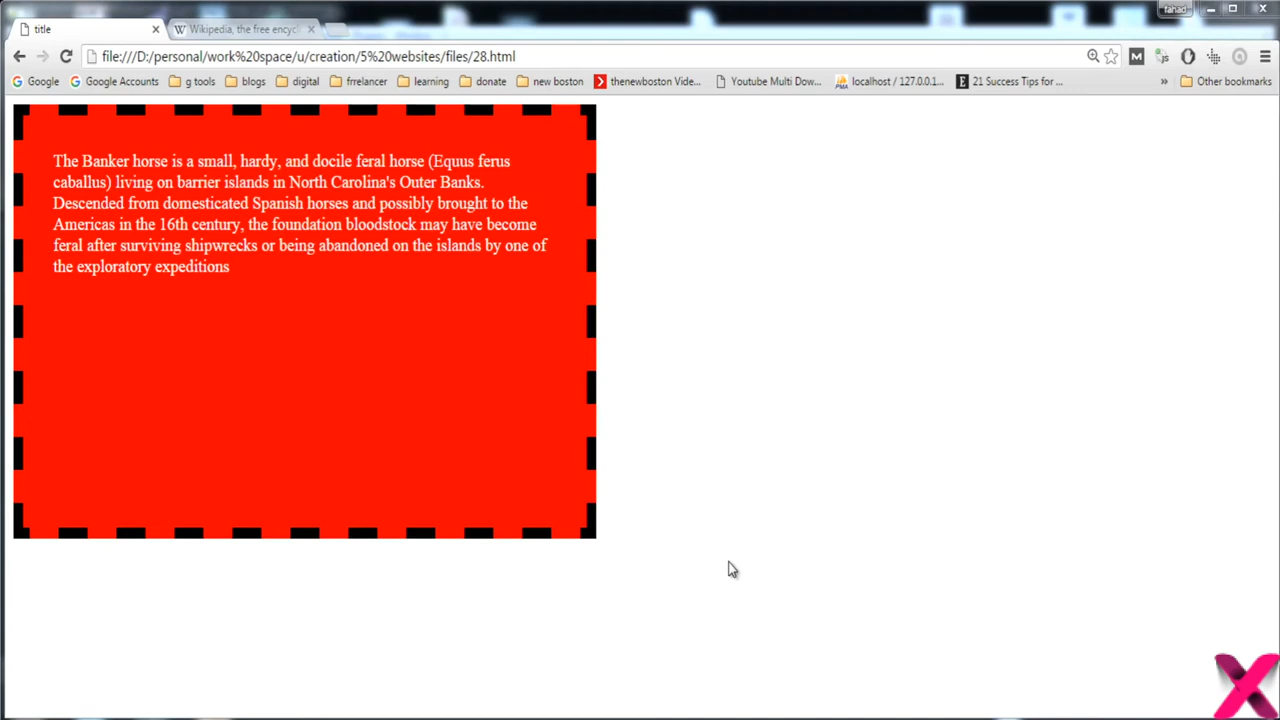 fahad
title
Wikipedia, the free encycl
file:///D:/personal/work%20space/u/creation/5%20websites/files/28.html
Google
Google Accounts
g tools
blogs
digital
frrelancer
learning
donate
new boston
thenewboston Vide...
Youtube Multi Dow...
localhost / 127.0.0.1...
21 Success Tips for ...
»
Other bookmarks
The Banker horse is a small, hardy, and docile feral horse (Equus ferus
caballus) living on barrier islands in North Carolina's Outer Banks.
Descended from domesticated Spanish horses and possibly brought to the
Americas in the 16th century, the foundation bloodstock may have become
feral after surviving shipwrecks or being abandoned on the islands by one of
the exploratory expeditions